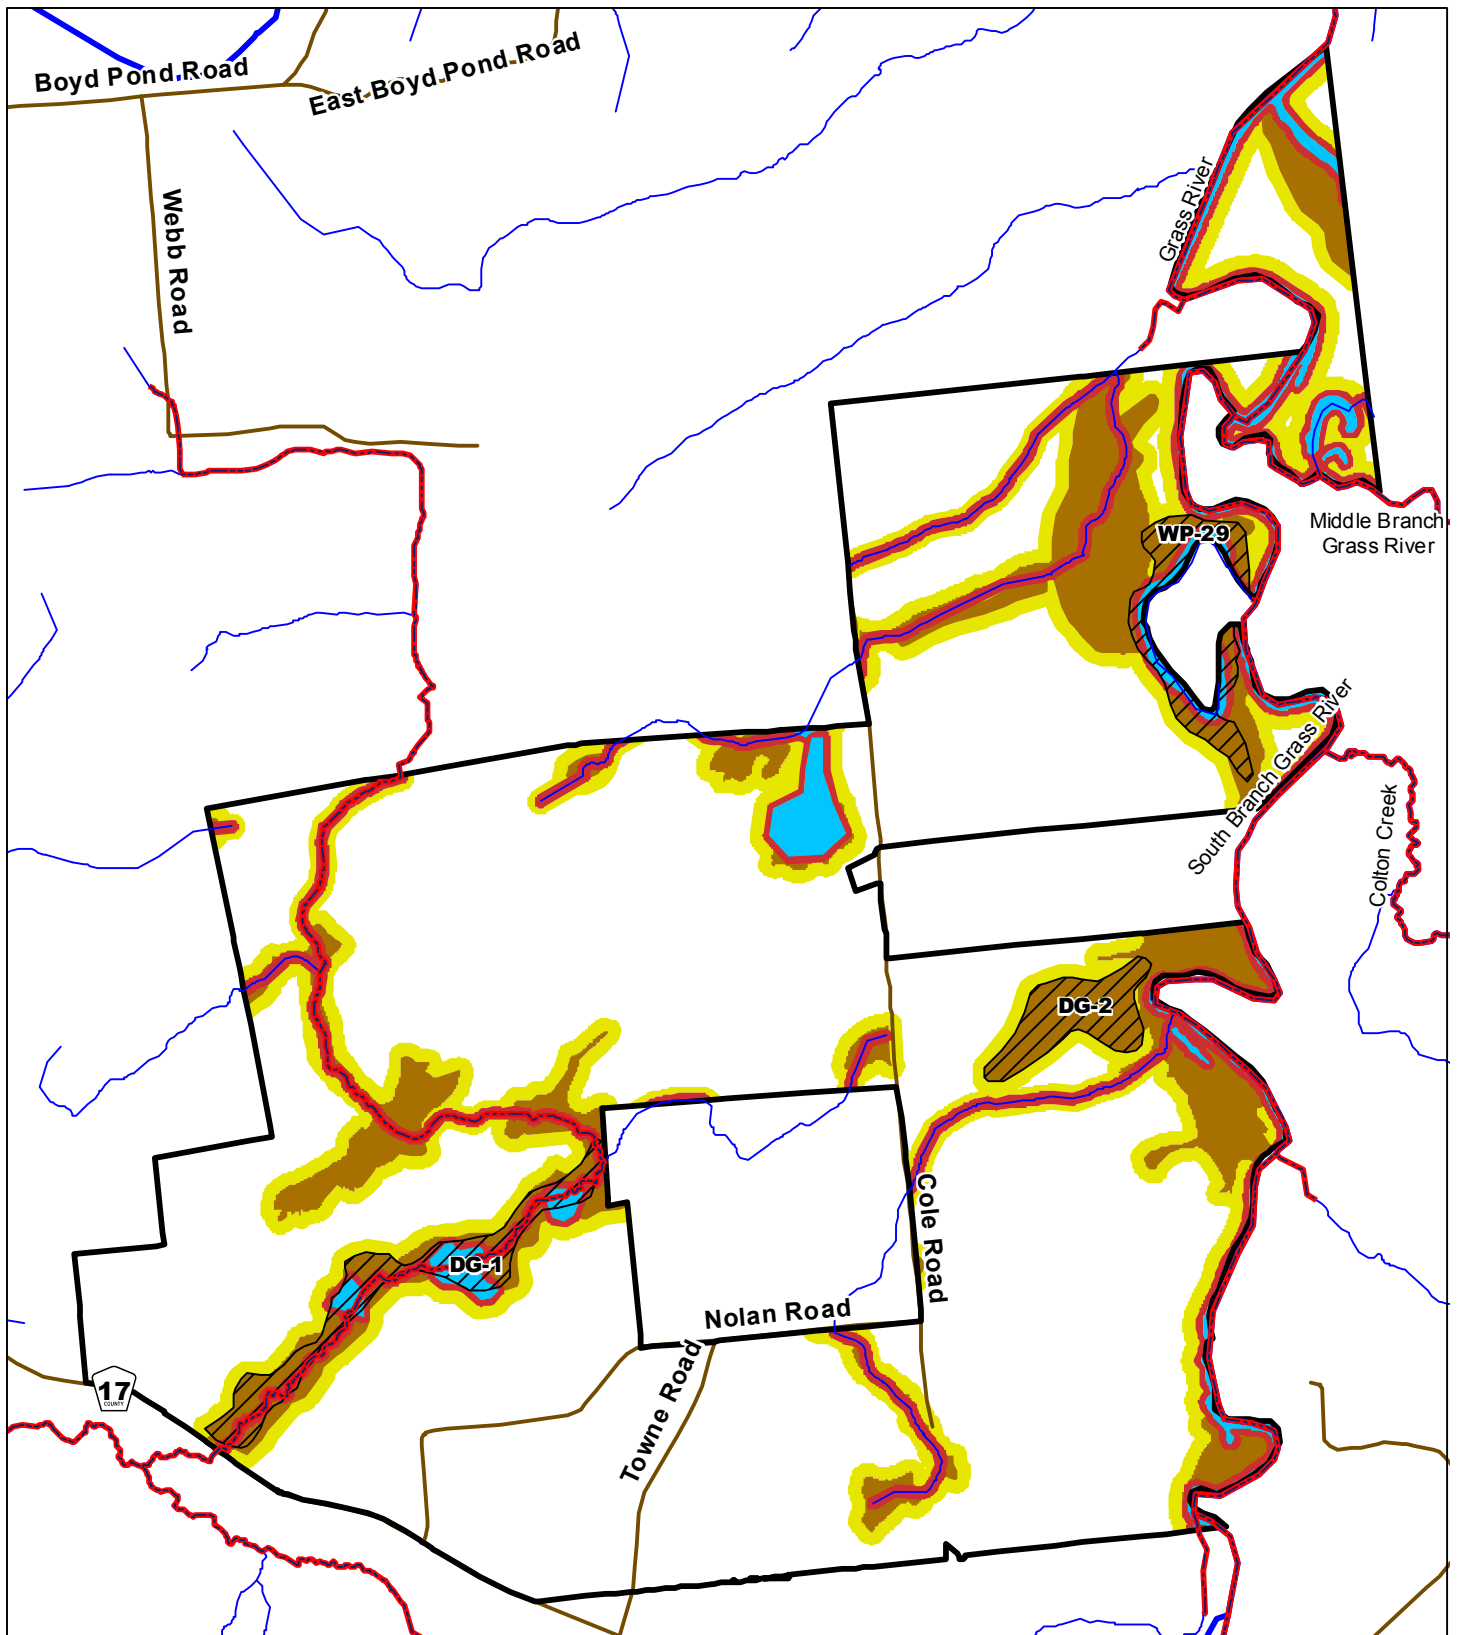 Boyd Pond Road
East Boyd Pond Road
Webb Road
Grass River
Middle Branch
Grass River
WP-29
South Branch Grass River
Colton Creek
DG-2
DG-1
Cole Road
Nolan Road
Towne Road
17
COUNTY